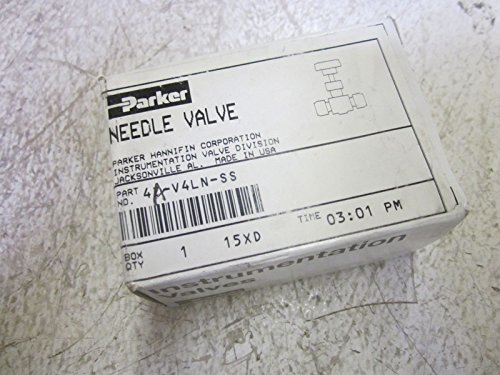 Parker
NEEDLE VALVE
PARKER HANNIFIN CORPORATION
INSTRUMENTATION VALVE DIVISION
JACKSONVILLE AL. MADE IN USA
PART NO. 4A-V4LN-SS
BOX QTY 1 15XD TIME 03:01 PM
Instrumentation
Valves